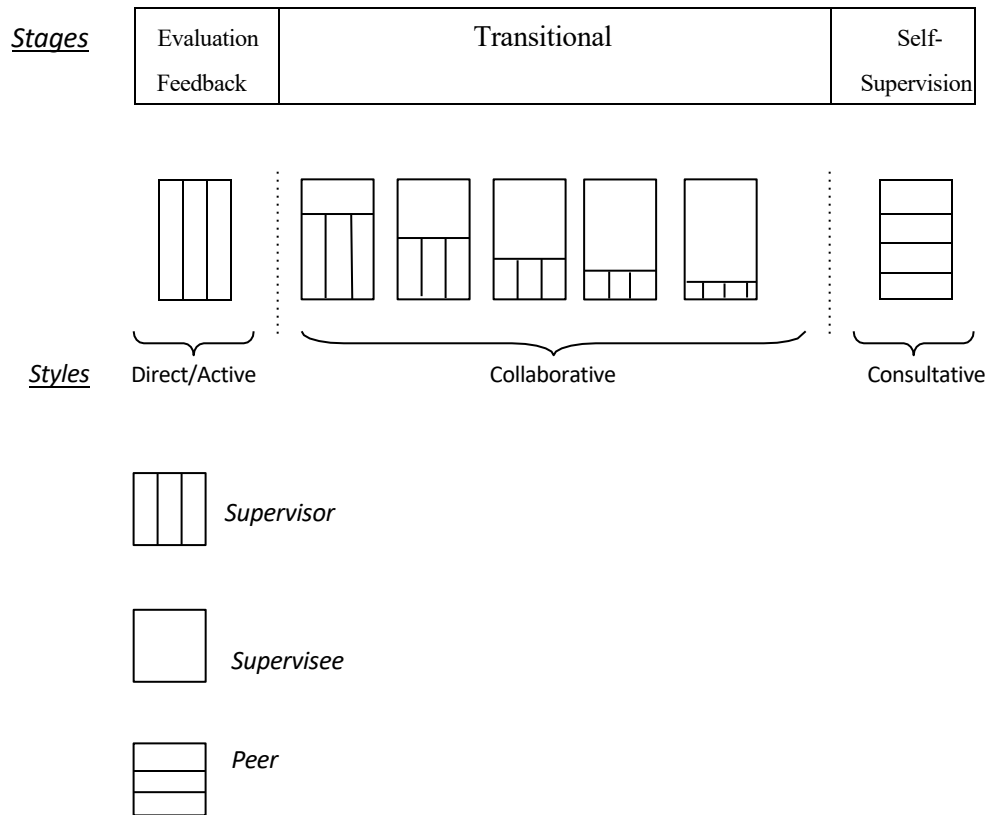 Stages
Evaluation
Feedback
Transitional
Self-
Supervision
Styles
Direct/Active
Collaborative
Consultative
Supervisor
Supervisee
Peer